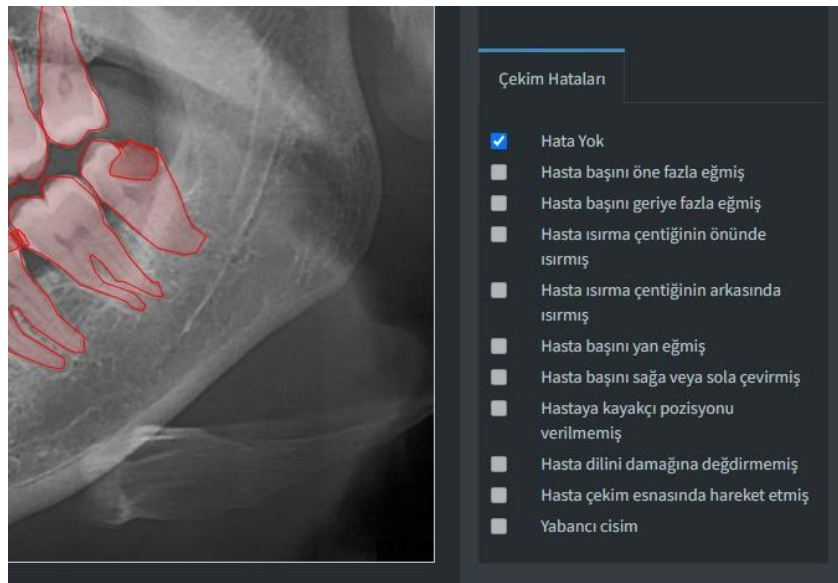 Çekim Hataları
Hata Yok
Hasta başını öne fazla eğmiş
Hasta başını geriye fazla eğmiş
Hasta ısırma çentiğinin önünde
ısırmış
Hasta ısırma çentiğinin arkasında
ısırmış
Hasta başını yan eğmiş
Hasta başını sağa veya sola çevirmiş
Hastaya kayakçı pozisyonu
verilmemiş
Hasta dilini damağına değdirmemiş
Hasta çekim esnasında hareket etmiş
Yabancı cisim